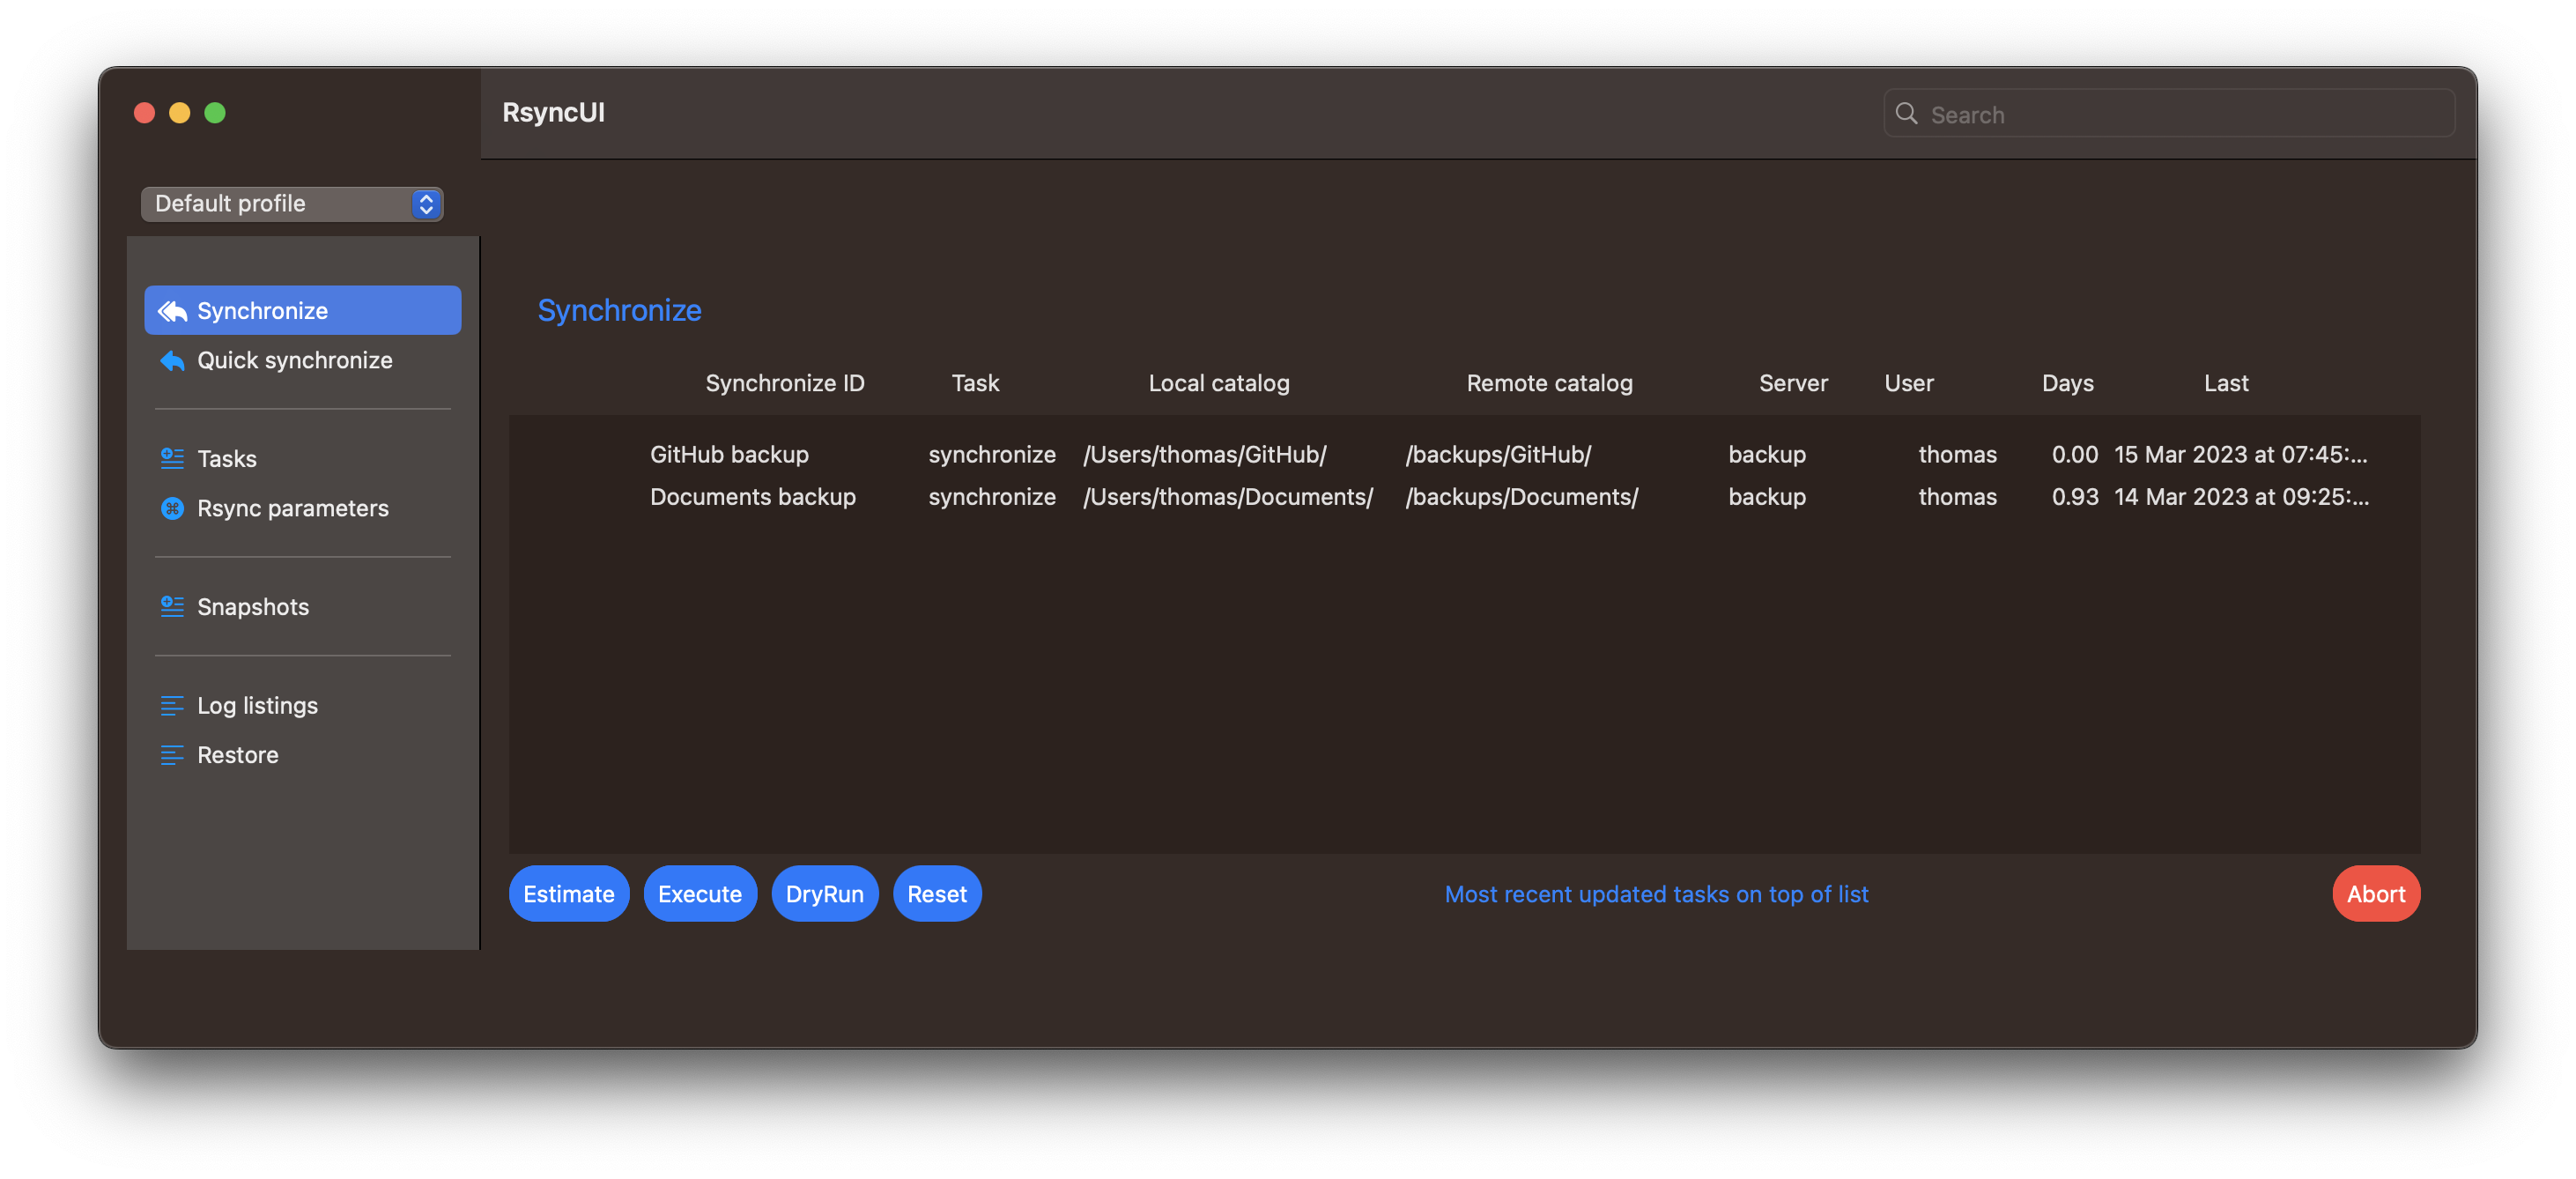 RsyncUI
Search
Default profile
Synchronize
Quick synchronize
Tasks
Rsync parameters
Snapshots
Log listings
Restore
Synchronize
Synchronize ID Task Local catalog Remote catalog Server User Days Last
GitHub backup synchronize /Users/thomas/GitHub/ /backups/GitHub/ backup thomas 0.00 15 Mar 2023 at 07:45:...
Documents backup synchronize /Users/thomas/Documents/ /backups/Documents/ backup thomas 0.93 14 Mar 2023 at 09:25:...
Estimate Execute DryRun Reset Most recent updated tasks on top of list Abort